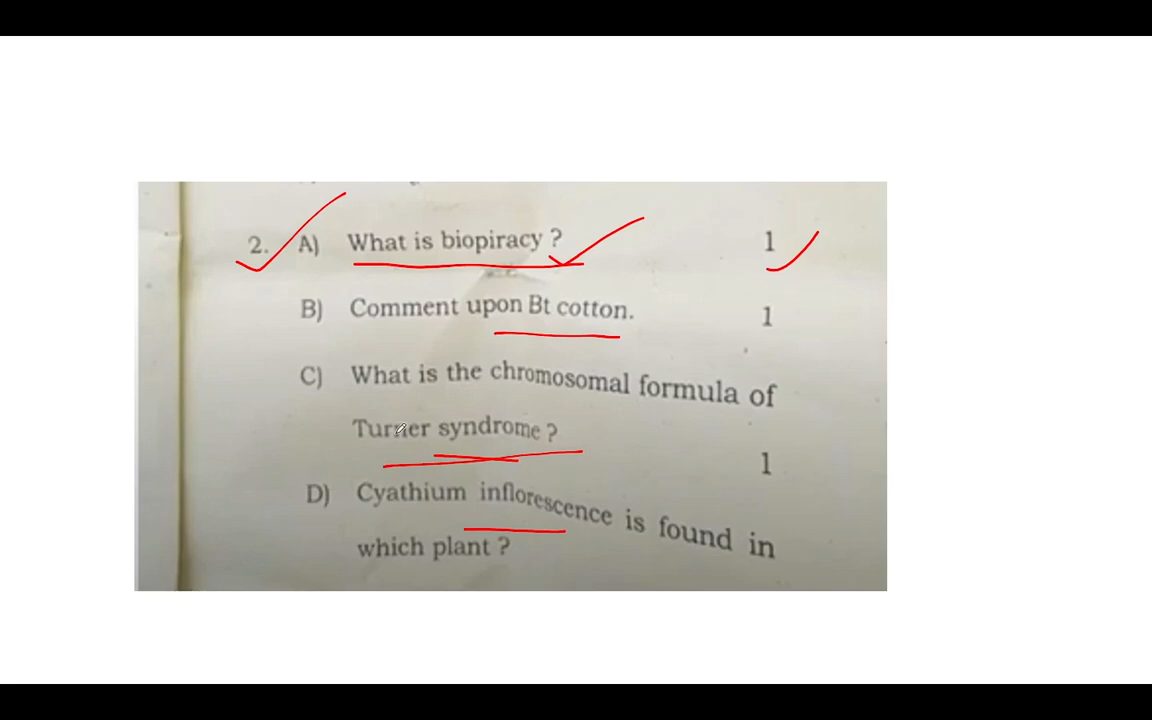 2. A) What is biopiracy ? 1
B) Comment upon Bt cotton. 1
C) What is the chromosomal formula of
Turner syndrome ? 1
D) Cyathium inflorescence is found in
which plant ?